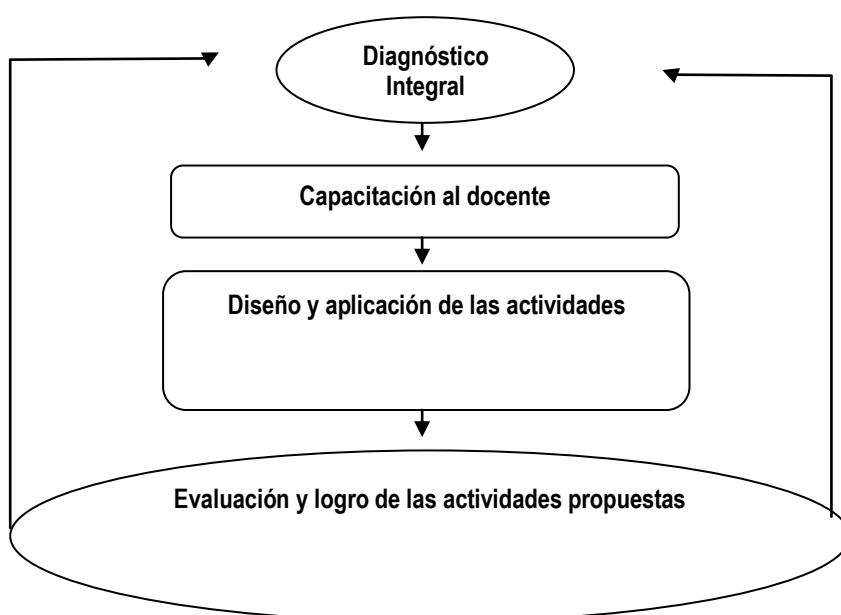 Diagnóstico
Integral
Capacitación al docente
Diseño y aplicación de las actividades
Evaluación y logro de las actividades propuestas